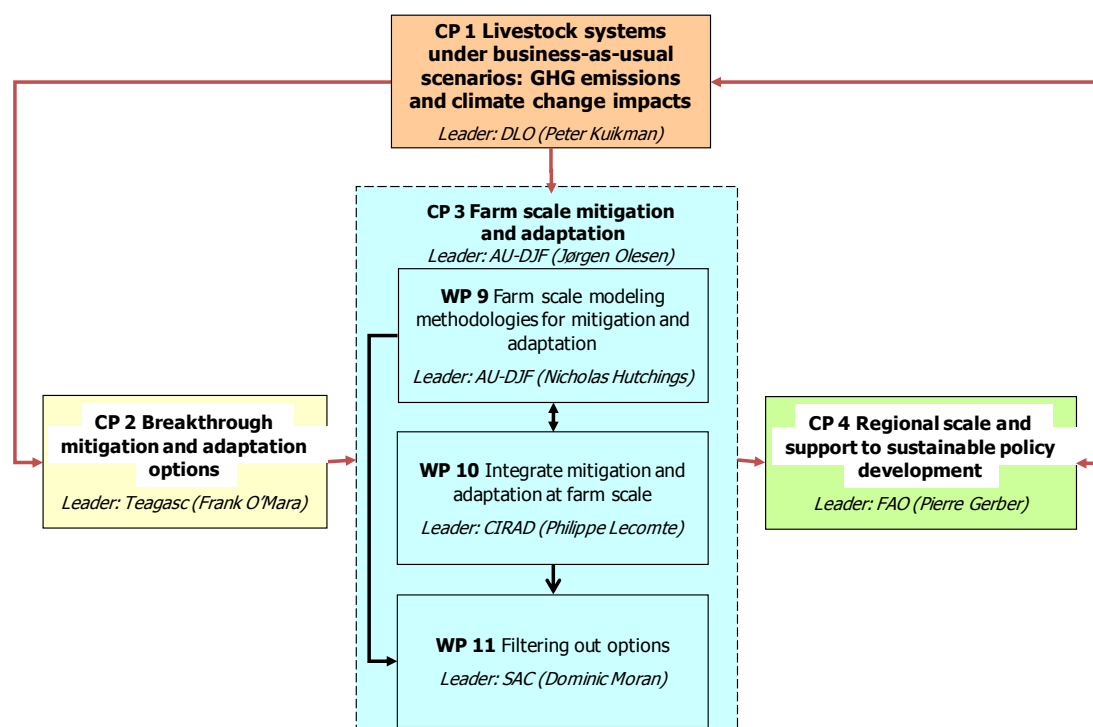 CP 1 Livestock systems
under business-as-usual
scenarios: GHG emissions
and climate change impacts
Leader: DLO (Peter Kuikman)
CP 3 Farm scale mitigation
and adaptation
Leader: AU-DJF (Jørgen Olesen)
WP 9 Farm scale modeling
methodologies for mitigation and
adaptation
Leader: AU-DJF (Nicholas Hutchings)
CP 2 Breakthrough
mitigation and adaptation
options
Leader: Teagasc (Frank O'Mara)
WP 10 Integrate mitigation and
adaptation at farm scale
Leader: CIRAD (Philippe Lecomte)
CP 4 Regional scale and
support to sustainable policy
development
Leader: FAO (Pierre Gerber)
WP 11 Filtering out options
Leader: SAC (Dominic Moran)